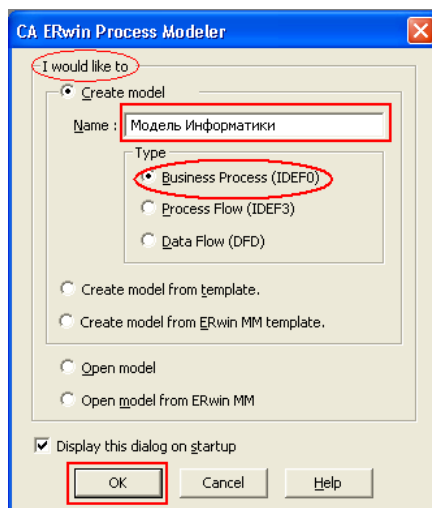 CA ERwin Process Modeler
I would like to
Create model
Name : Модель Информатики
Type
Business Process (IDEF0)
Process Flow (IDEF3)
Data Flow (DFD)
Create model from template.
Create model from ERwin MM template.
Open model
Open model from ERwin MM
Display this dialog on startup
OK Cancel Help